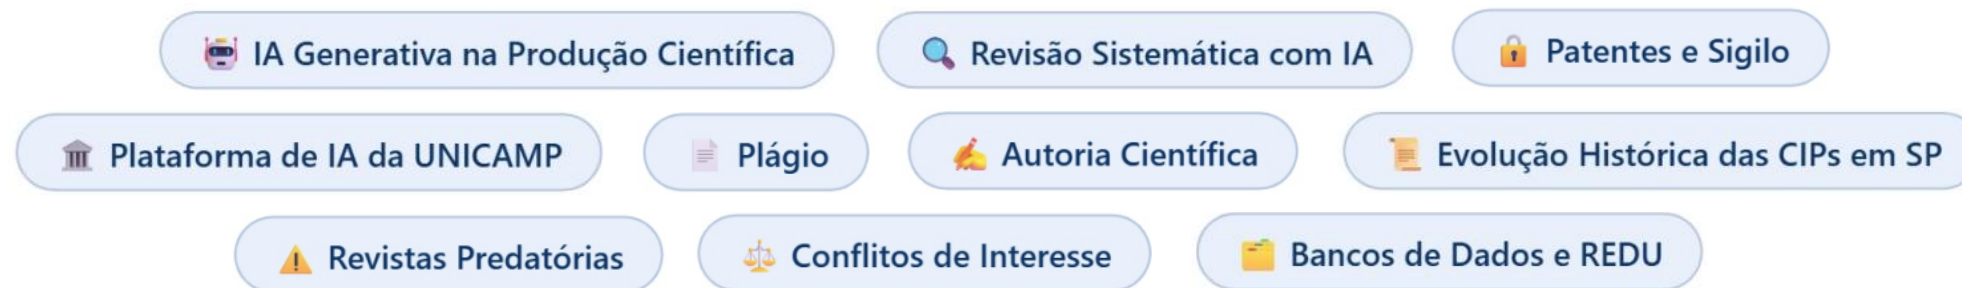 IA Generativa na Produção Científica
Revisão Sistemática com IA
Patentes e Sigilo
Plataforma de IA da UNICAMP
Plágio
Autoria Científica
Evolução Histórica das CIPs em SP
Revistas Predatórias
Conflitos de Interesse
Bancos de Dados e REDU